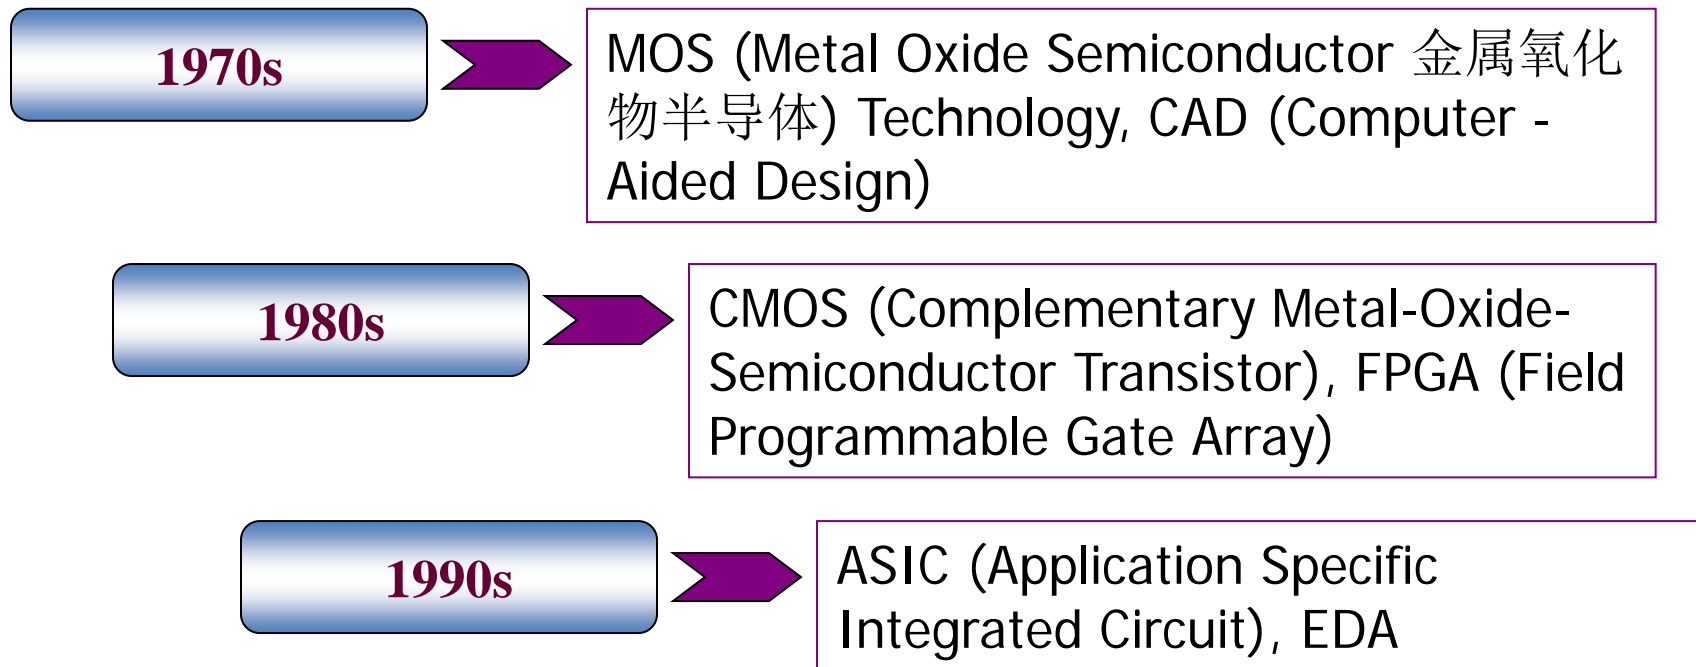 1970s
MOS (Metal Oxide Semiconductor 金属氧化
物半导体) Technology, CAD (Computer -
Aided Design)
1980s
CMOS (Complementary Metal-Oxide-
Semiconductor Transistor), FPGA (Field
Programmable Gate Array)
1990s
ASIC (Application Specific
Integrated Circuit), EDA